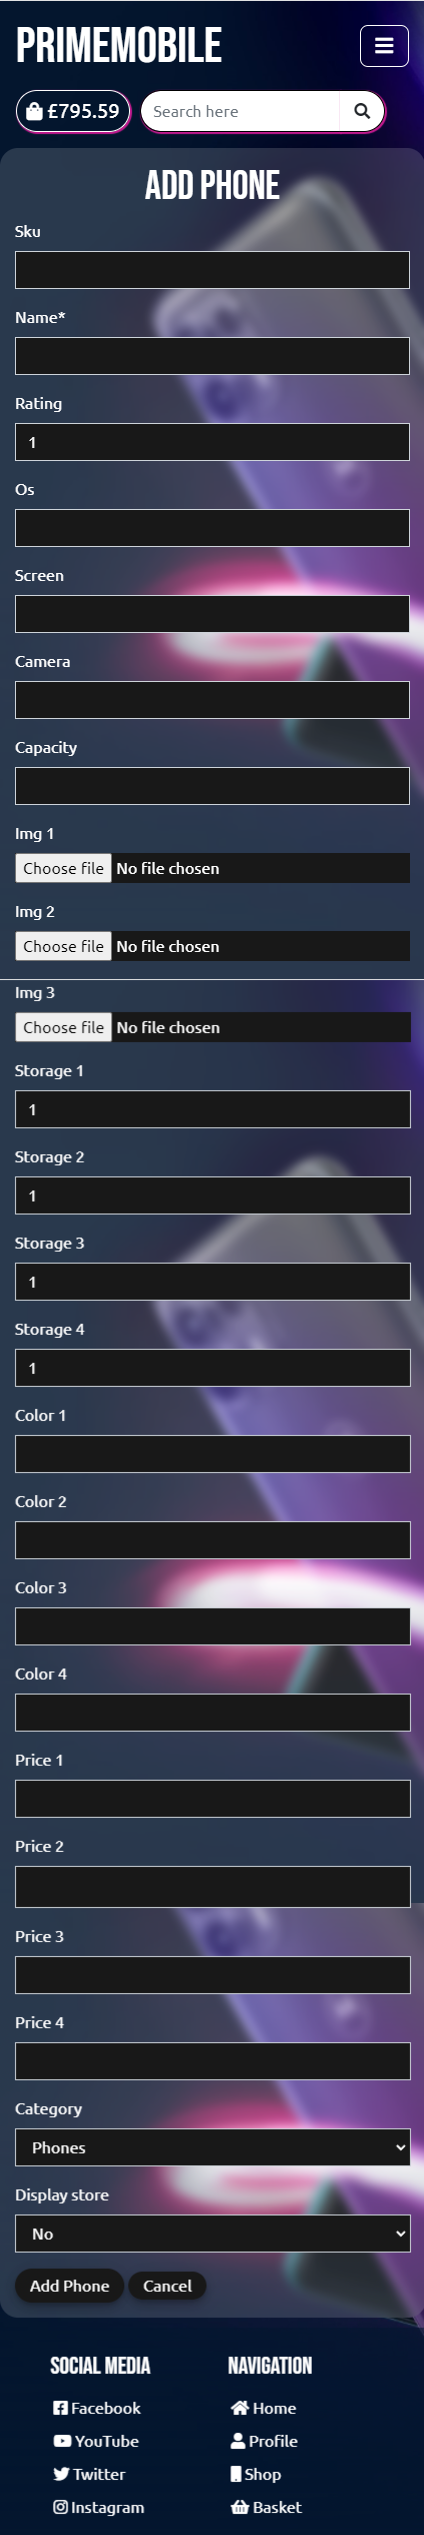 PRIMEMOBILE
£795.59 Search here
ADD PHONE
Sku
Name*
Rating
1
Os
Screen
Camera
Capacity
Img 1
Choose file No file chosen
Img 2
Choose file No file chosen
Img 3
Choose file No file chosen
Storage 1
1
Storage 2
1
Storage 3
1
Storage 4
1
Color 1
Color 2
Color 3
Color 4
Price 1
Price 2
Price 3
Price 4
Category
Phones
Display store
No
Add Phone Cancel
SOCIAL MEDIA NAVIGATION
Facebook Home
YouTube Profile
Twitter Shop
Instagram Basket